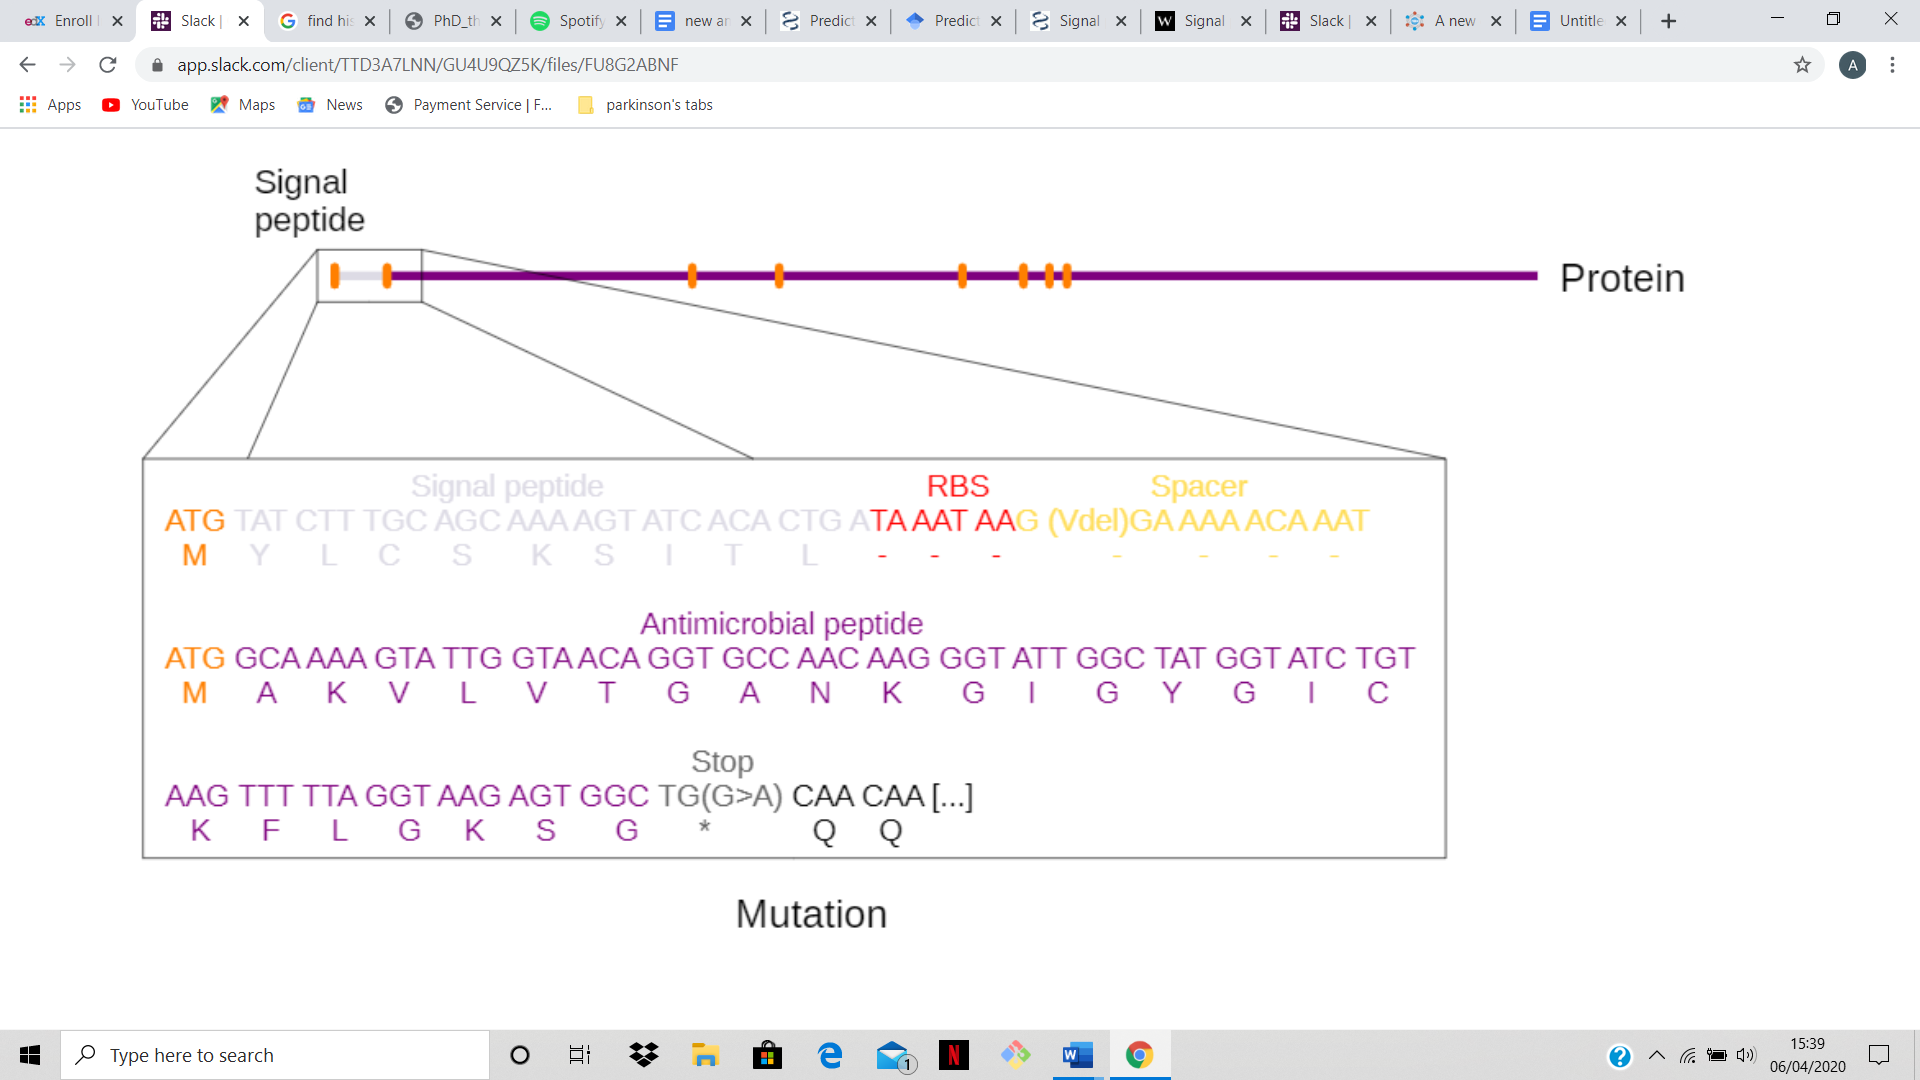 edX Enroll Slack | find his PhD_th Spotify new an Predict Predict Signal Signal Slack | A new Untitle
app.slack.com/client/TTD3A7LNN/GU4U9QZ5K/files/FU8G2ABNF A
Apps YouTube Maps News Payment Service | F... parkinson's tabs
Signal
peptide
Protein
Signal peptide RBS Spacer
ATG TAT CTT TGC AGC AAA AGT ATC ACA CTG ATA AAT AAG (Vdel)GA AAA ACA AAT
M Y L C S K S I T L - - - - - - -
Antimicrobial peptide
ATG GCA AAA GTA TTG GTA ACA GGT GCC AAC AAG GGT ATT GGC TAT GGT ATC TGT
M A K V L V T G A N K G I G Y G I C
Stop
AAG TTT TTA GGT AAG AGT GGC TG(G>A) CAA CAA [...]
K F L G K S G * Q Q
Mutation
Type here to search
1
15:39
06/04/2020